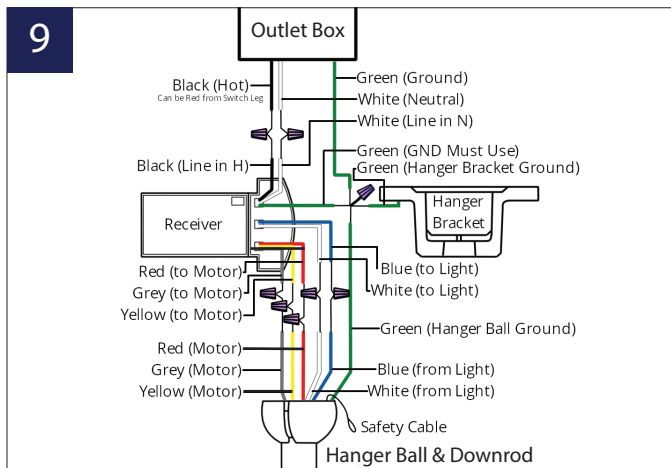 9
Outlet Box
Black (Hot)
Can be Red from Switch Leg
Green (Ground)
White (Neutral)
White (Line in N)
Green (GND Must Use)
Black (Line in H)
Green (Hanger Bracket Ground)
Receiver
Hanger
Bracket
Red (to Motor)
Blue (to Light)
Grey (to Motor)
White (to Light)
Yellow (to Motor)
Green (Hanger Ball Ground)
Red (Motor)
Grey (Motor)
Blue (from Light)
Yellow (Motor)
White (from Light)
Safety Cable
Hanger Ball & Downrod